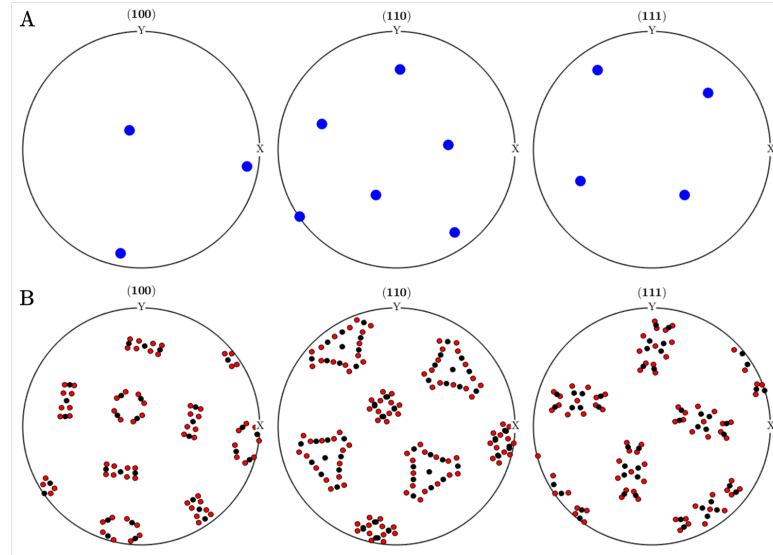 A
(100) (110) (111)
Y Y Y
X X X
B
(100) (110) (111)
Y Y Y
X X X